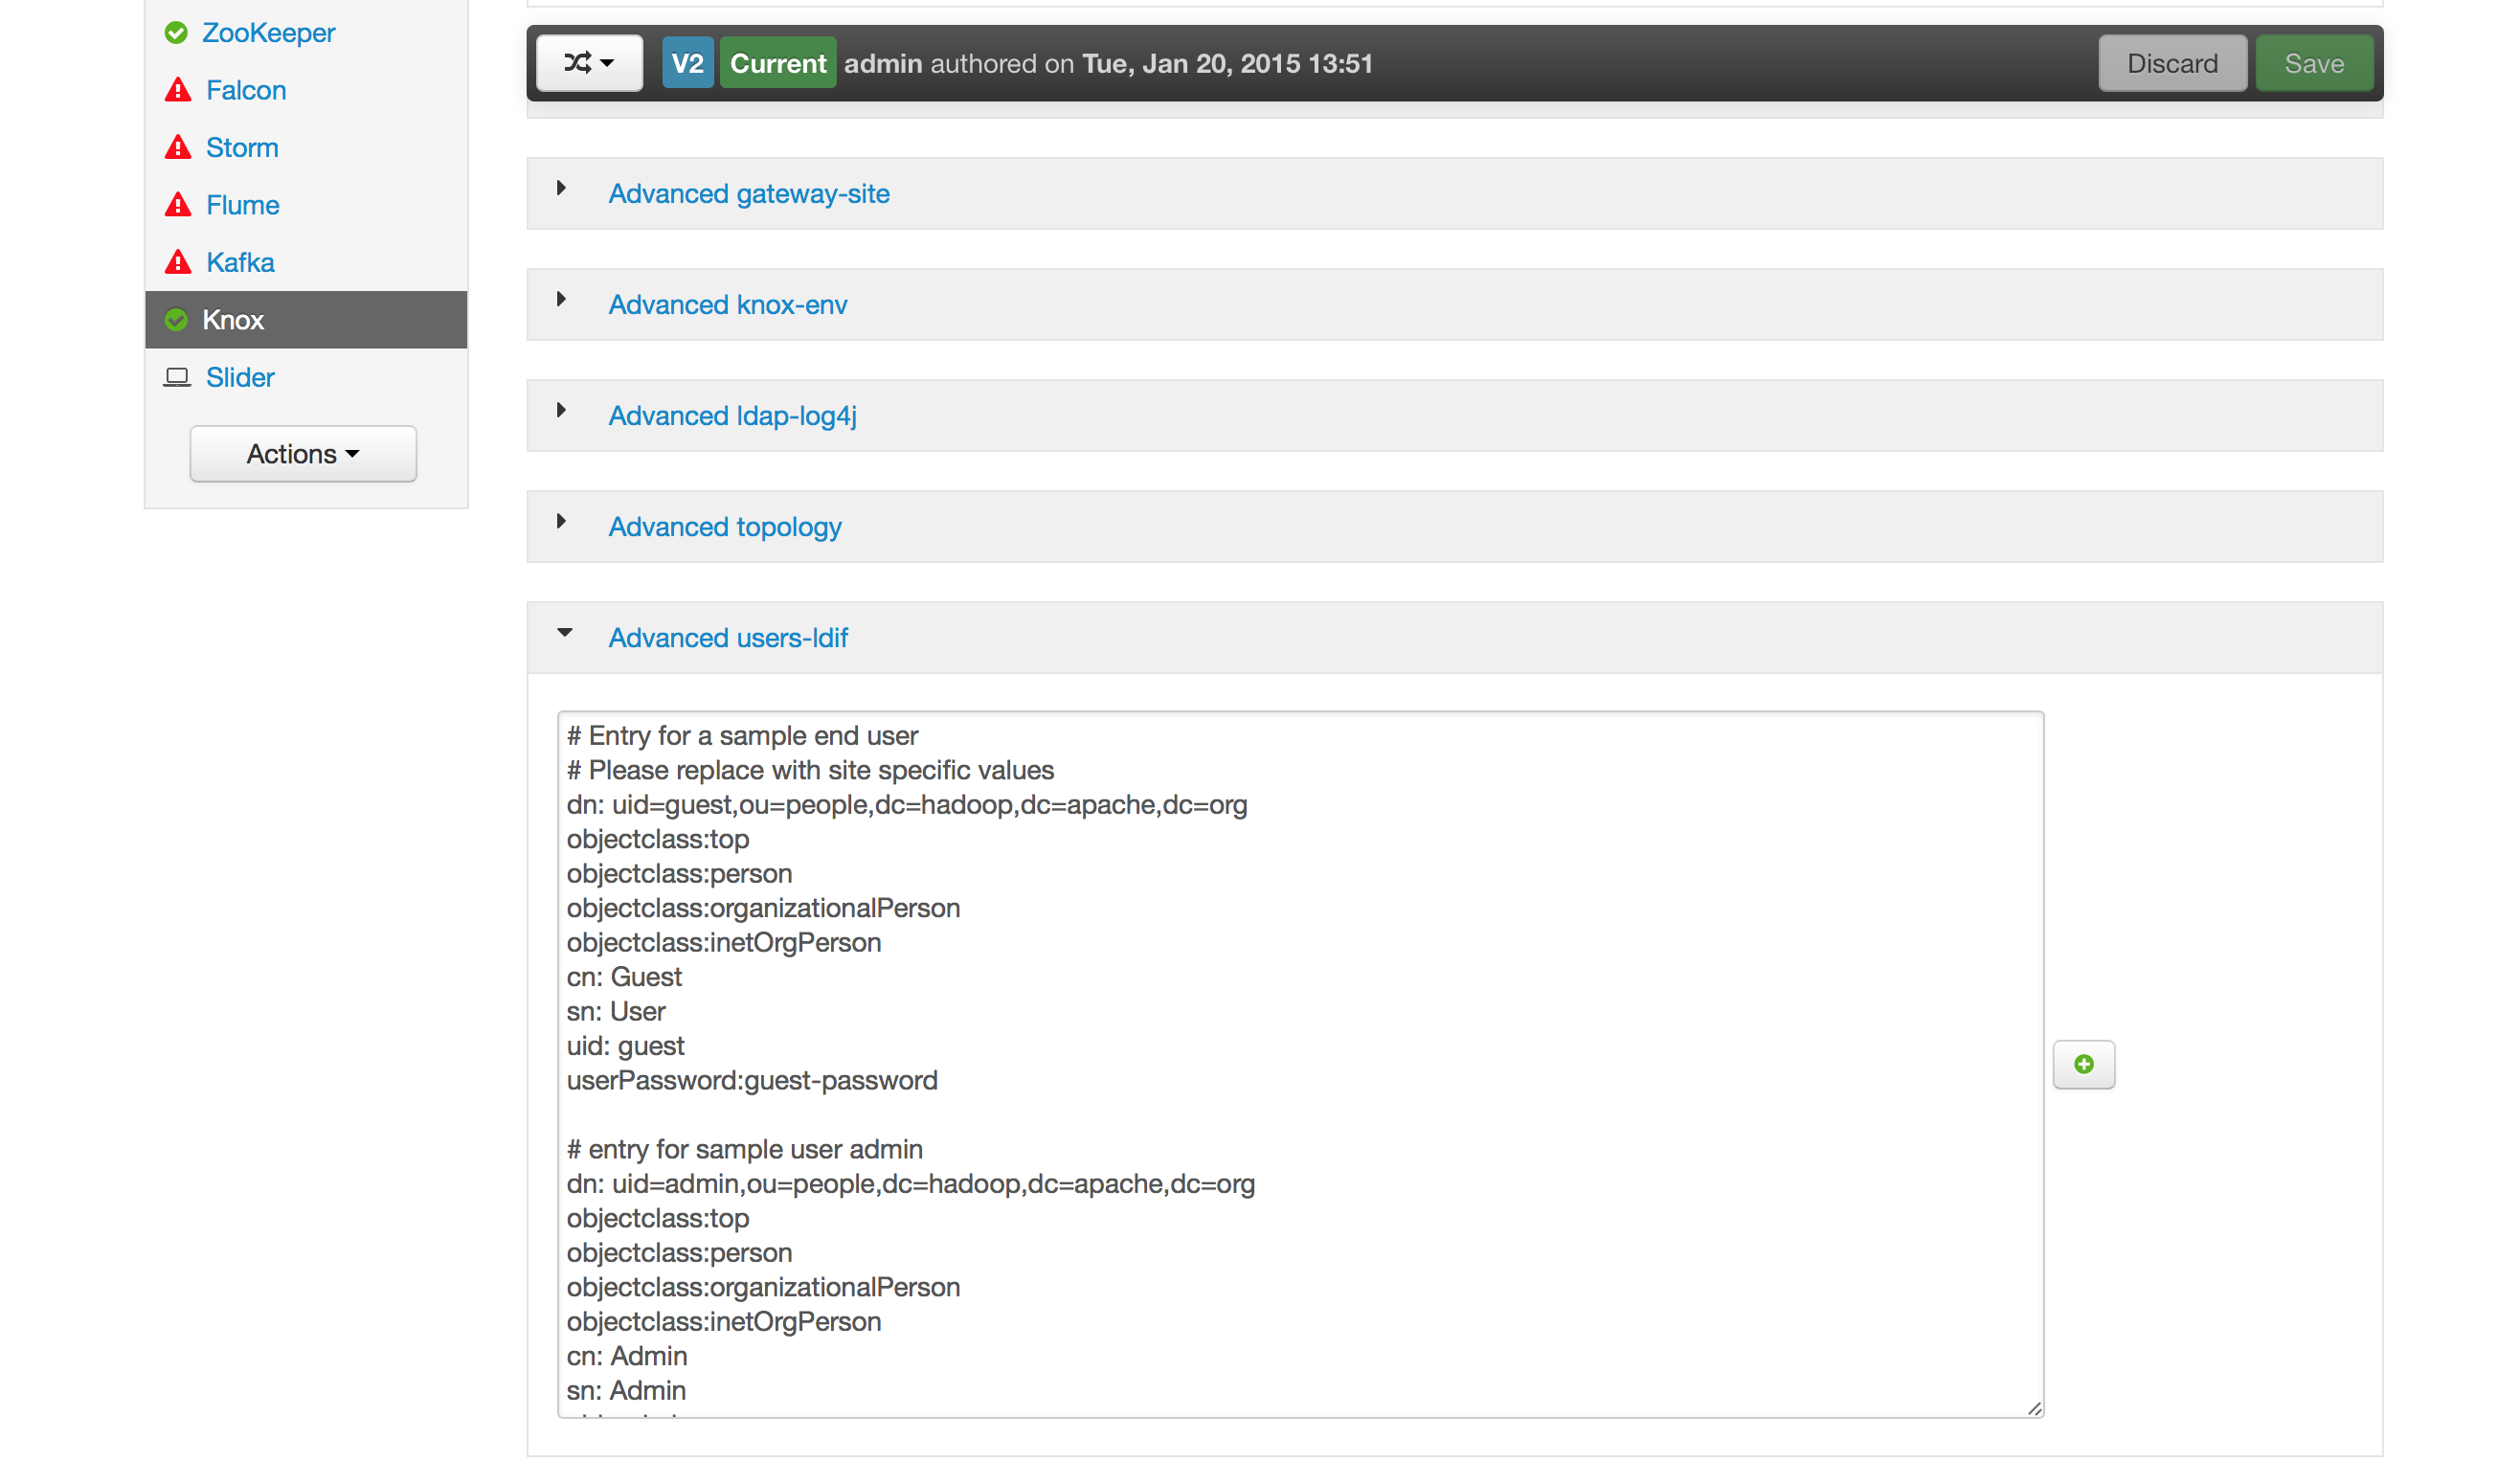 ZooKeeper
Falcon
Storm
Flume
Kafka
Knox
Slider
Actions
V2 Current admin authored on Tue, Jan 20, 2015 13:51
Discard
Save
Advanced gateway-site
Advanced knox-env
Advanced ldap-log4j
Advanced topology
Advanced users-ldif
# Entry for a sample end user
# Please replace with site specific values
dn: uid=guest,ou=people,dc=hadoop,dc=apache,dc=org
objectclass:top
objectclass:person
objectclass:organizationalPerson
objectclass:inetOrgPerson
cn: Guest
sn: User
uid: guest
userPassword:guest-password
# entry for sample user admin
dn: uid=admin,ou=people,dc=hadoop,dc=apache,dc=org
objectclass:top
objectclass:person
objectclass:organizationalPerson
objectclass:inetOrgPerson
cn: Admin
sn: Admin